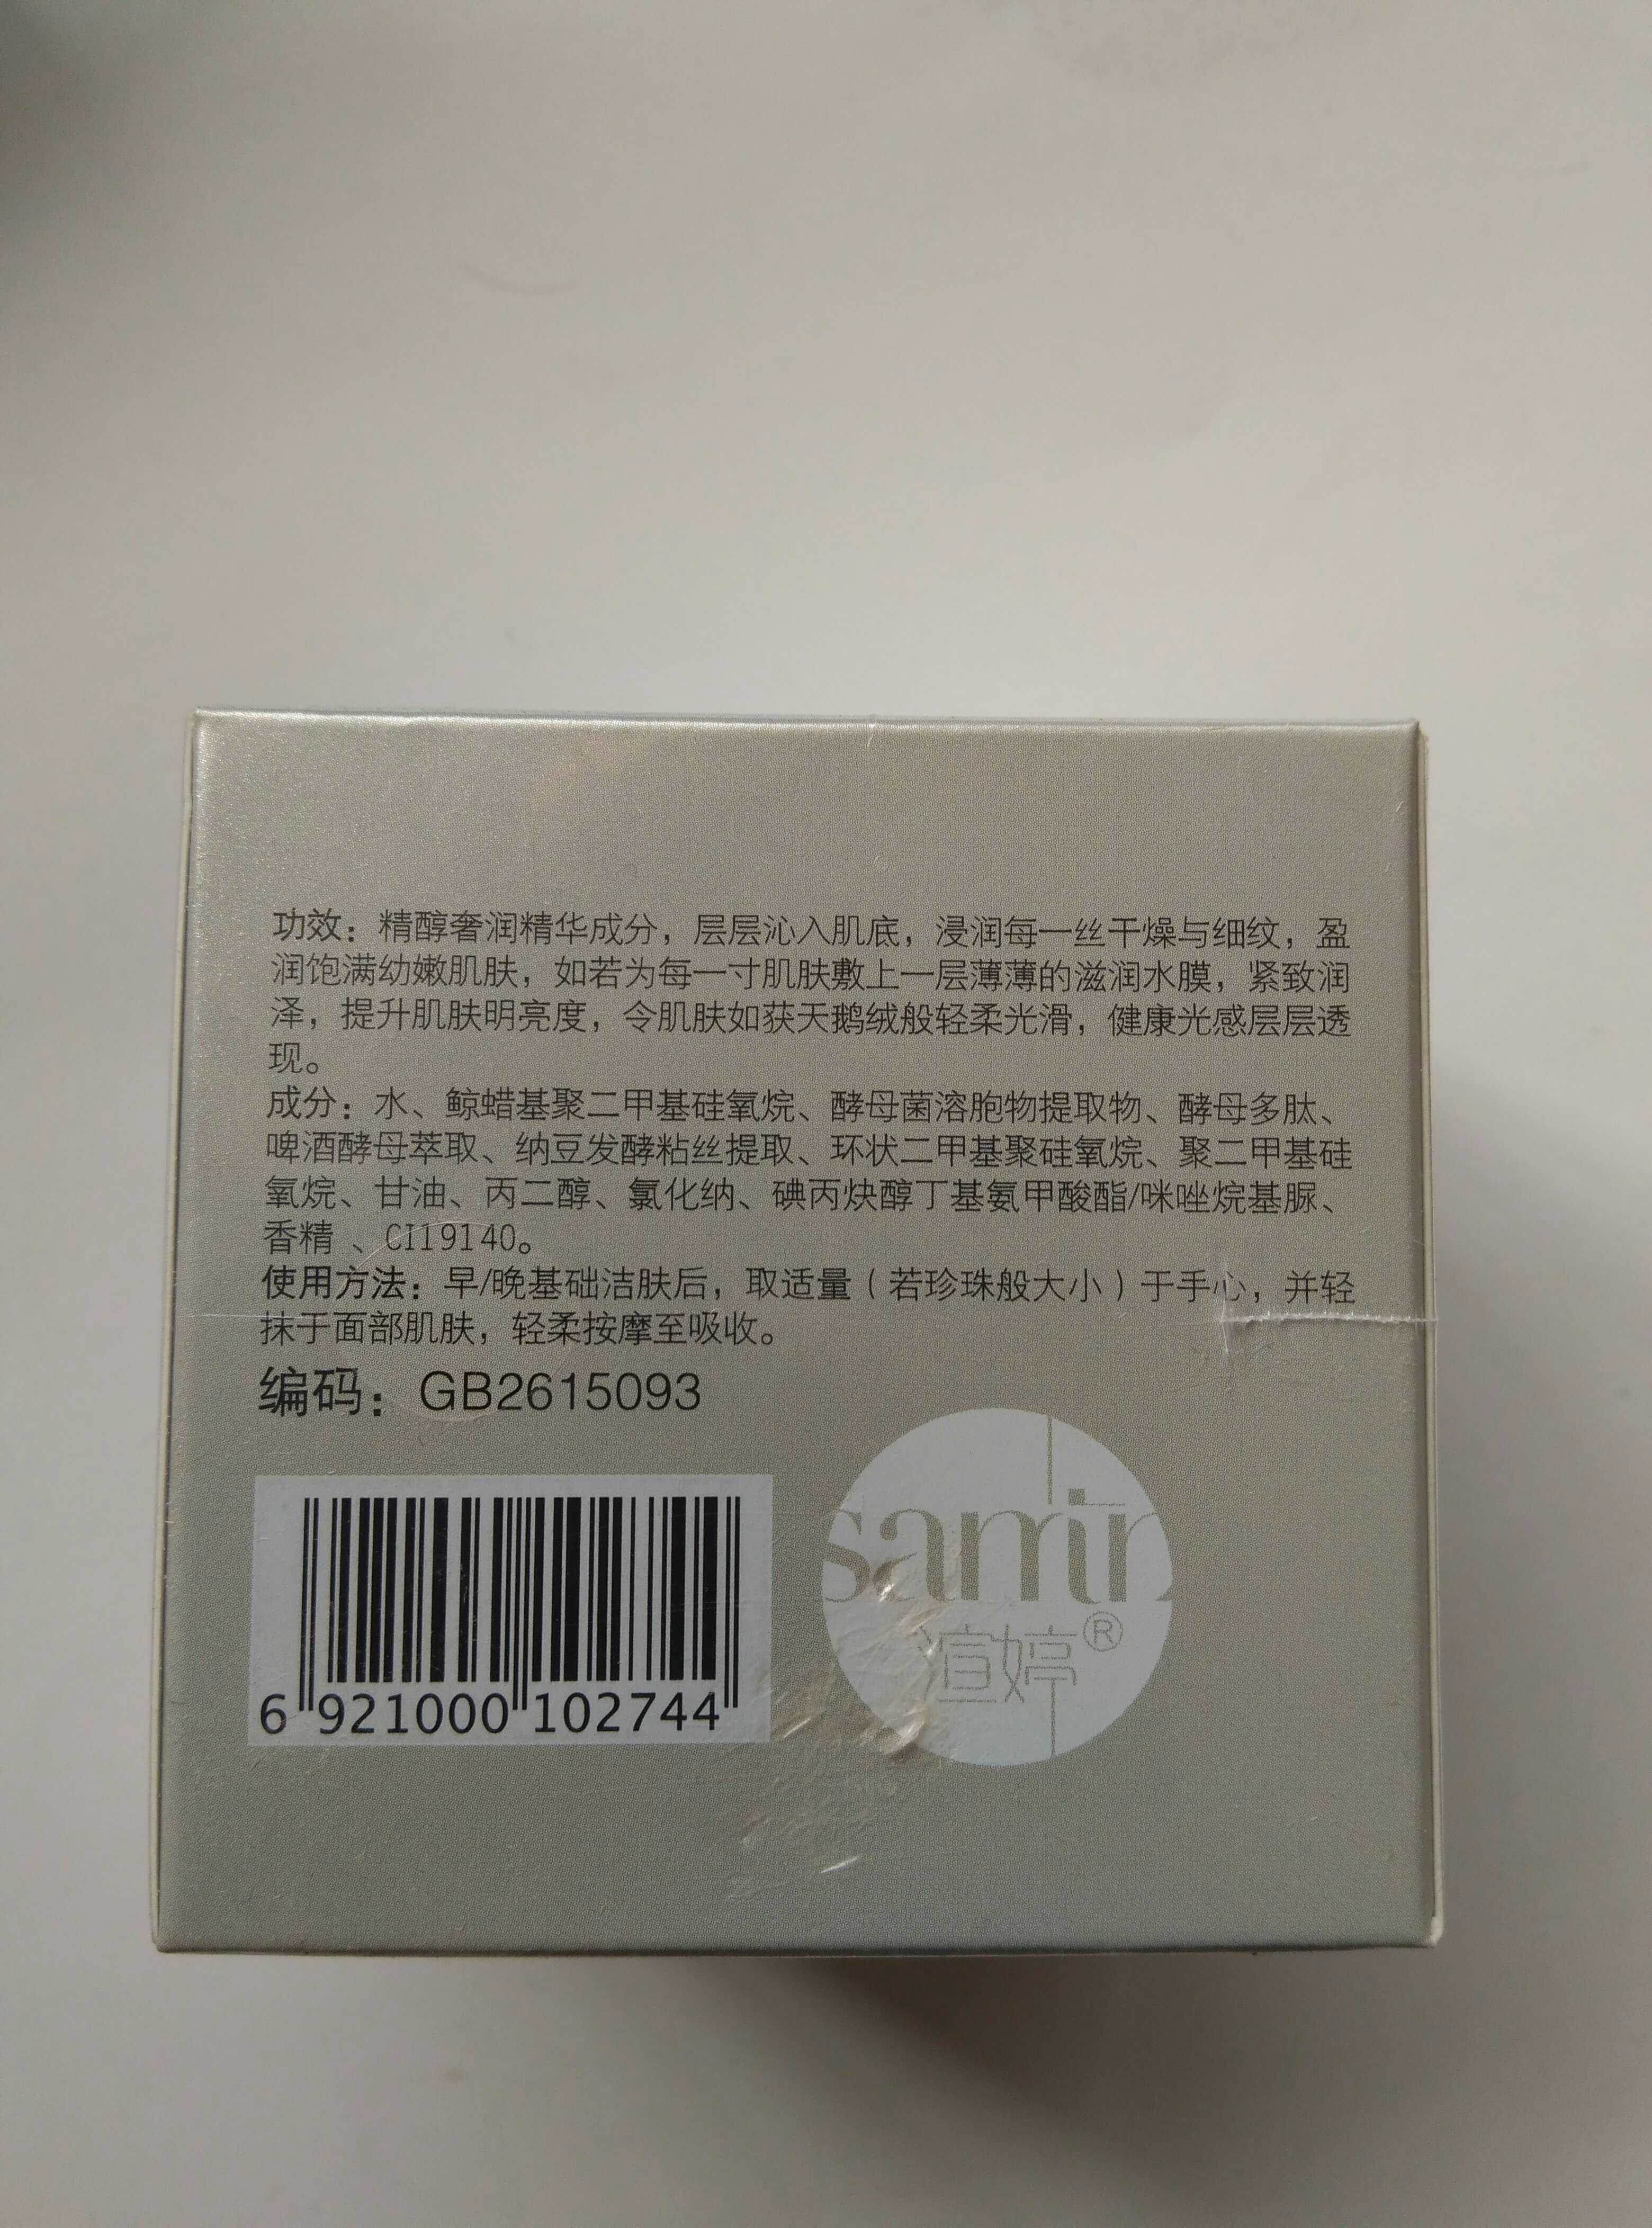 功效：精醇奢润精华成分，层层沁入肌底，浸润每一丝干燥与细纹，盈
润饱满幼嫩肌肤，如若为每一寸肌肤敷上一层薄薄的滋润水膜，紧致润
泽，提升肌肤明亮度，令肌肤如获天鹅绒般轻柔光滑，健康光感层层透
现。
成分：水、鲸蜡基聚二甲基硅氧烷、酵母菌溶胞物提取物、酵母多肽、
啤酒酵母萃取、纳豆发酵粘丝提取、环状二甲基聚硅氧烷、聚二甲基硅
氧烷、甘油、丙二醇、氯化纳、碘丙炔醇丁基氨甲酸酯/咪唑烷基脲、
香精 、CI19140。
使用方法：早/晚基础洁肤后，取适量（若珍珠般大小）于手心，并轻
抹于面部肌肤，轻柔按摩至吸收。
编码：GB2615093
6 921000 102744
渲婷®